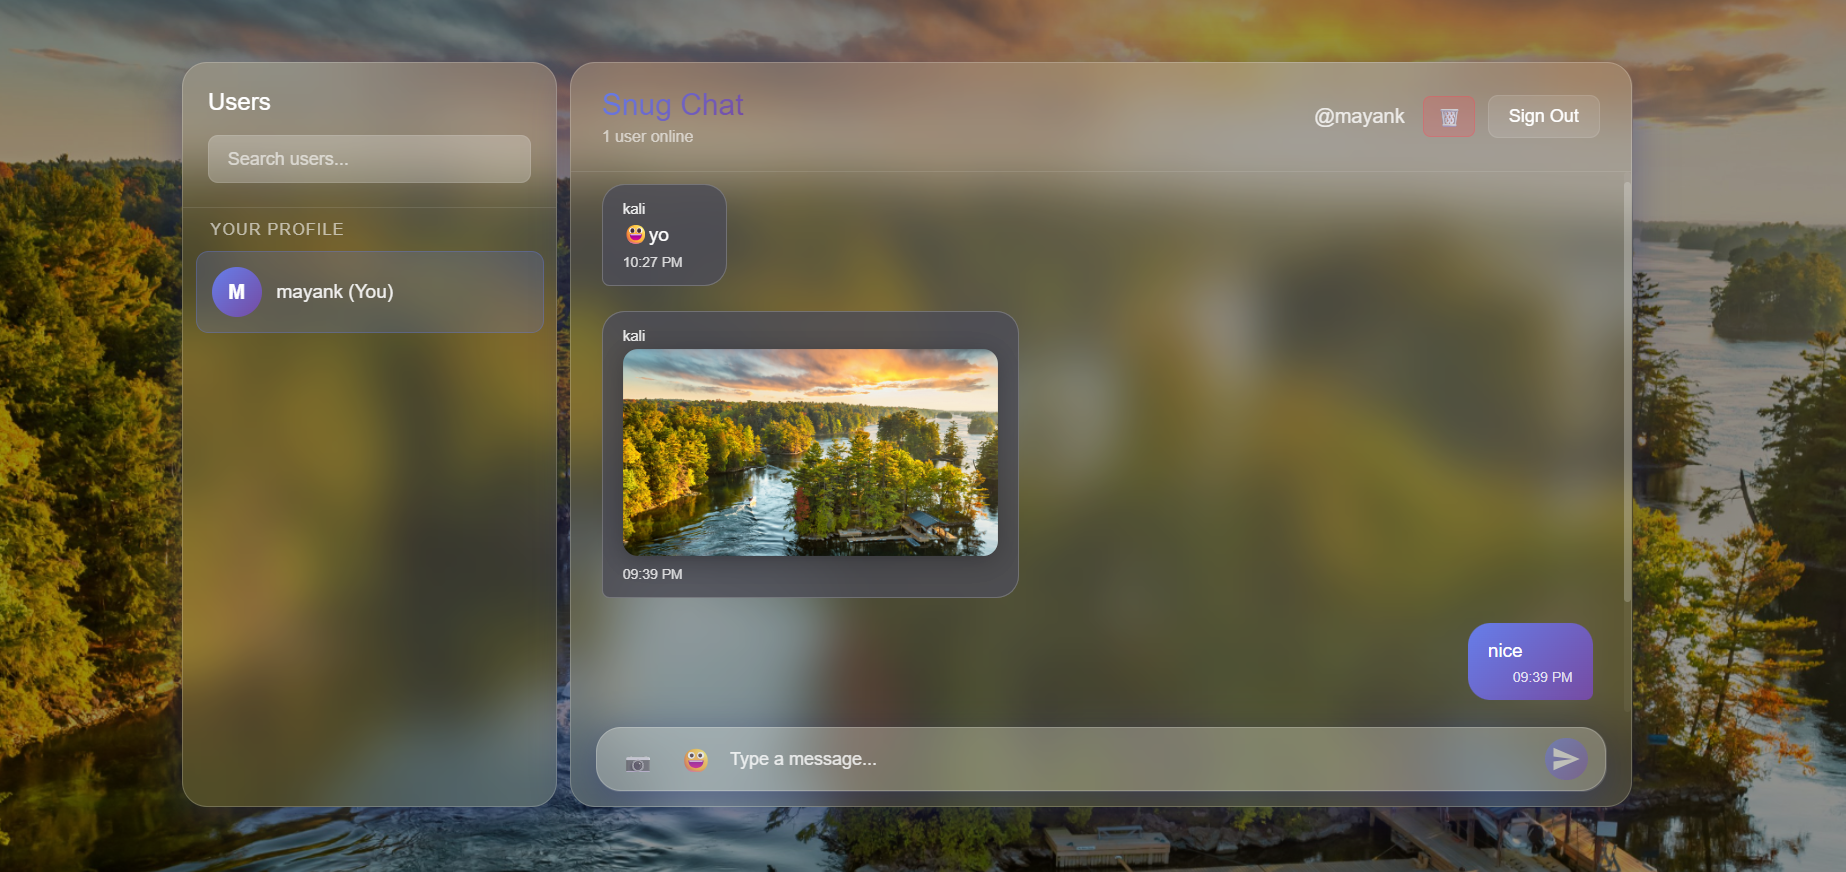 Users
Search users...
YOUR PROFILE
M
mayank (You)
Snug Chat
1 user online
@mayank
Sign Out
kali
😀yo
10:27 PM
kali
09:39 PM
nice
09:39 PM
Type a message...